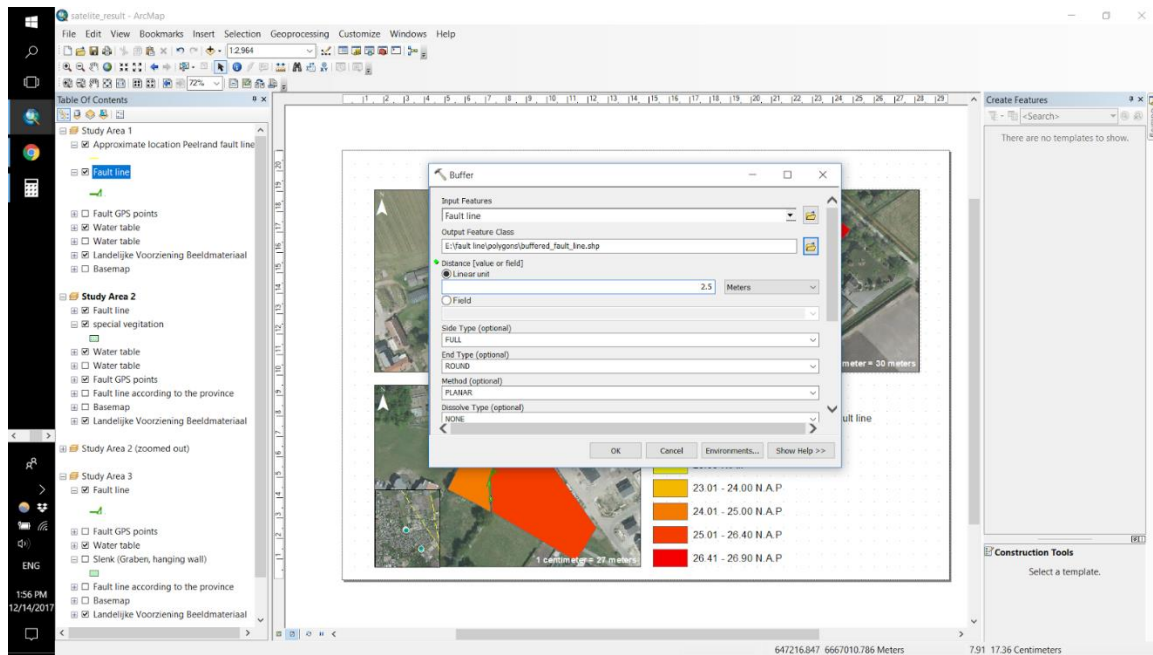 satelite_result - ArcMap
File Edit View Bookmarks Insert Selection Geoprocessing Customize Windows Help
1:2.964
72%
Table Of Contents
Study Area 1
Approximate location Peelrand fault line
Fault line
Fault GPS points
Water table
Water table
Landelijke Voorziening Beeldmateriaal
Basemap
Study Area 2
Fault line
special vegitation
Water table
Water table
Fault GPS points
Fault line according to the province
Basemap
Landelijke Voorziening Beeldmateriaal
Study Area 2 (zoomed out)
Study Area 3
Fault line
Fault GPS points
Water table
Slenk (Graben, hanging wall)
Fault line according to the province
Basemap
Landelijke Voorziening Beeldmateriaal
ENG
1:56 PM
12/14/2017
Buffer
Input Features
Fault line
Output Feature Class
E:\fault line\polygons\buffered_fault_line.shp
Distance [value or field]
Linear unit
2.5 Meters
Field
Side Type (optional)
FULL
End Type (optional)
ROUND
Method (optional)
PLANAR
Dissolve Type (optional)
NONE
OK Cancel Environments... Show Help >>
meter = 30 meters
ult line
23.01 - 24.00 N.A.P
24.01 - 25.00 N.A.P
25.01 - 26.40 N.A.P
26.41 - 26.90 N.A.P
1 centimeter = 27 meters
Create Features
<Search>
There are no templates to show.
Construction Tools
Select a template.
647216.847 6667010.786 Meters
7.91 17.36 Centimeters